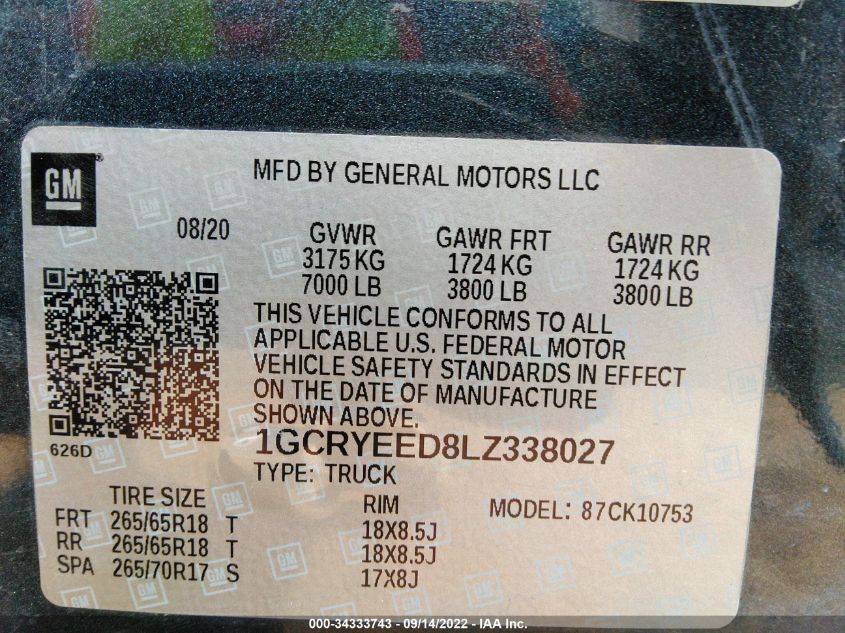 GM
MFD BY GENERAL MOTORS LLC
08/20 GVWR GAWR FRT GAWR RR
3175 KG 1724 KG 1724 KG
7000 LB 3800 LB 3800 LB
THIS VEHICLE CONFORMS TO ALL
APPLICABLE U.S. FEDERAL MOTOR
VEHICLE SAFETY STANDARDS IN EFFECT
ON THE DATE OF MANUFACTURE
SHOWN ABOVE.
626D
1GCRYEED8LZ338027
TYPE: TRUCK
TIRE SIZE RIM MODEL: 87CK10753
FRT 265/65R18 T 18X8.5J
RR 265/65R18 T 18X8.5J
SPA 265/70R17 S 17X8J
000-34333743 - 09/14/2022 - IAA Inc.